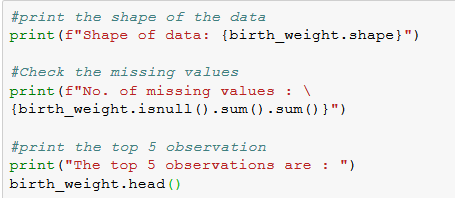 #print the shape of the data
print(f"Shape of data: {birth_weight.shape}")
#Check the missing values
print(f"No. of missing values : \
{birth_weight.isnull().sum().sum()}")
#print the top 5 observation
print("The top 5 observations are : ")
birth_weight.head()